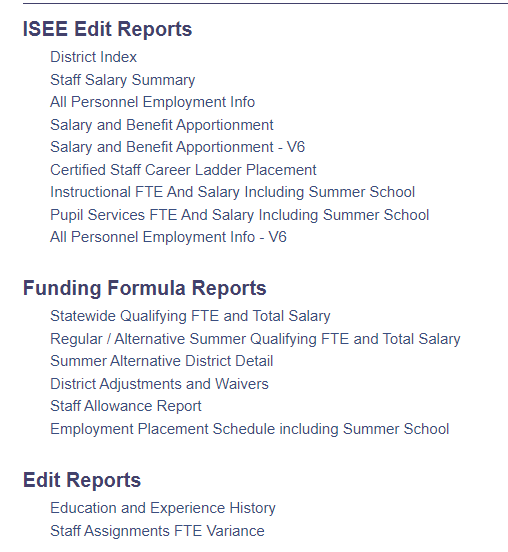 ISEE Edit Reports
District Index
Staff Salary Summary
All Personnel Employment Info
Salary and Benefit Apportionment
Salary and Benefit Apportionment - V6
Certified Staff Career Ladder Placement
Instructional FTE And Salary Including Summer School
Pupil Services FTE And Salary Including Summer School
All Personnel Employment Info - V6
Funding Formula Reports
Statewide Qualifying FTE and Total Salary
Regular / Alternative Summer Qualifying FTE and Total Salary
Summer Alternative District Detail
District Adjustments and Waivers
Staff Allowance Report
Employment Placement Schedule including Summer School
Edit Reports
Education and Experience History
Staff Assignments FTE Variance